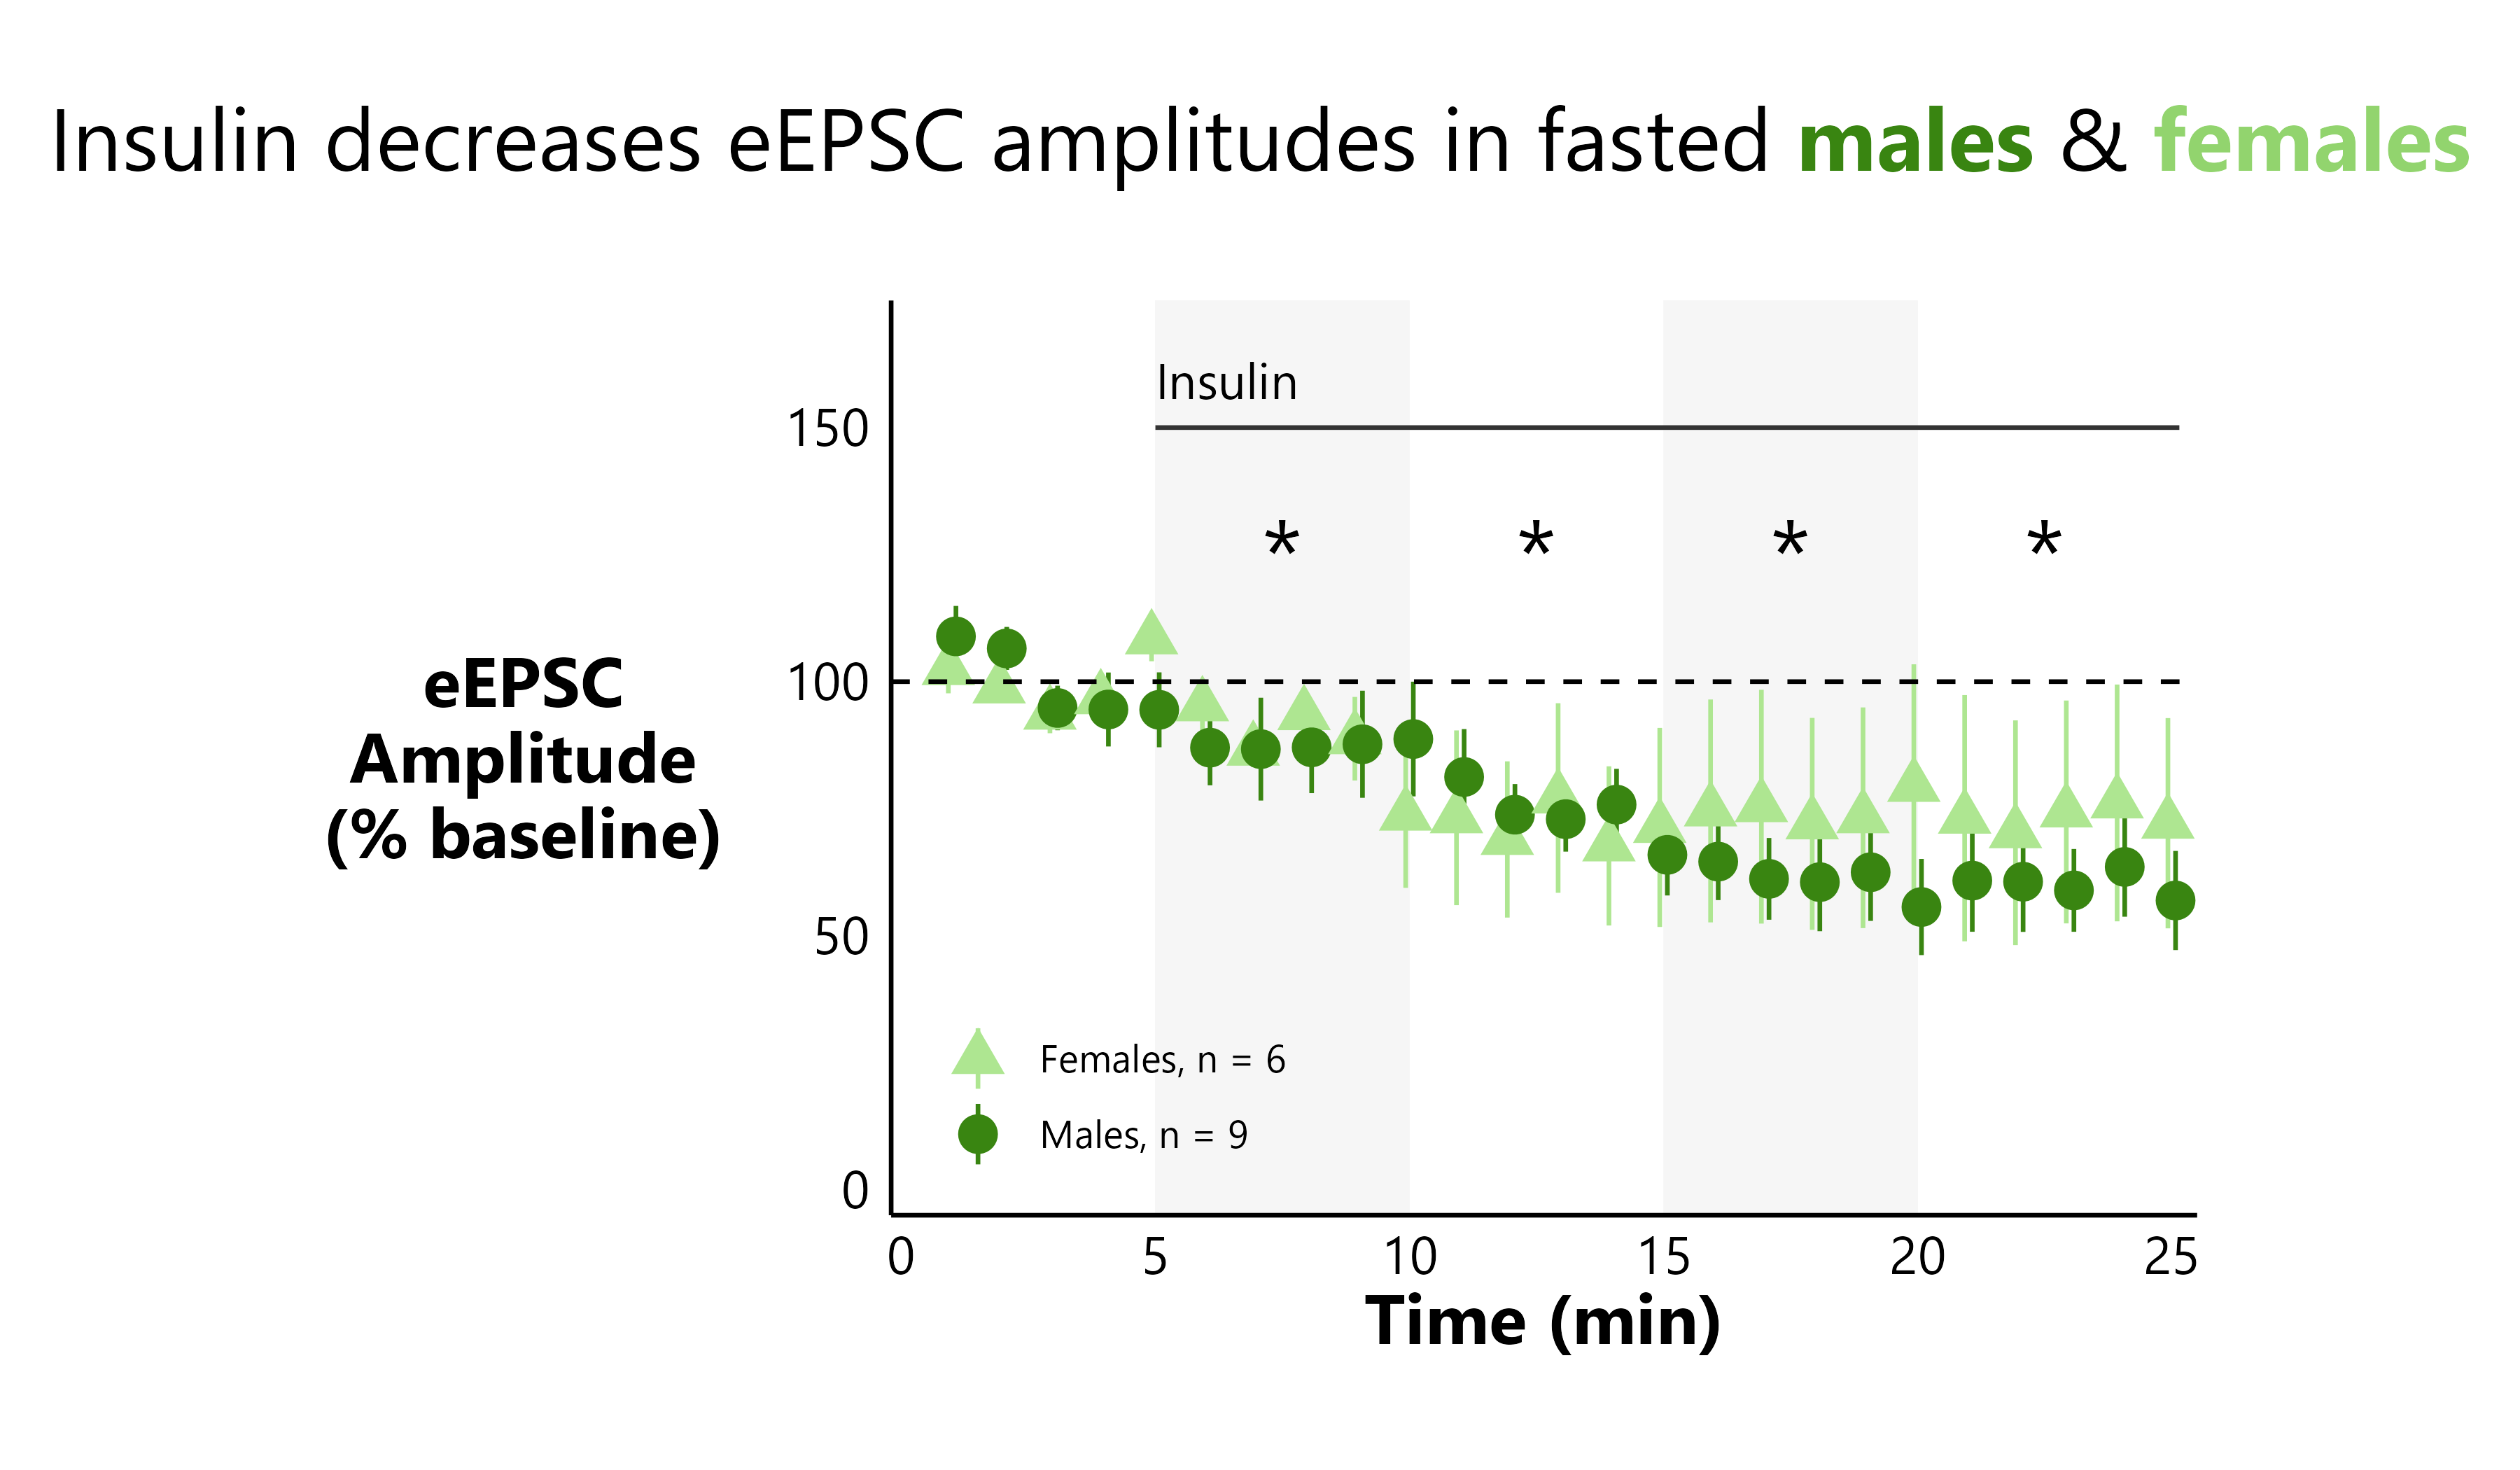 Insulin decreases eEPSC amplitudes in fasted males & females
Insulin
150
* * * *
100
eEPSC
Amplitude
(% baseline)
50
Females, n = 6
Males, n = 9
0
0 5 10 15 20 25
Time (min)